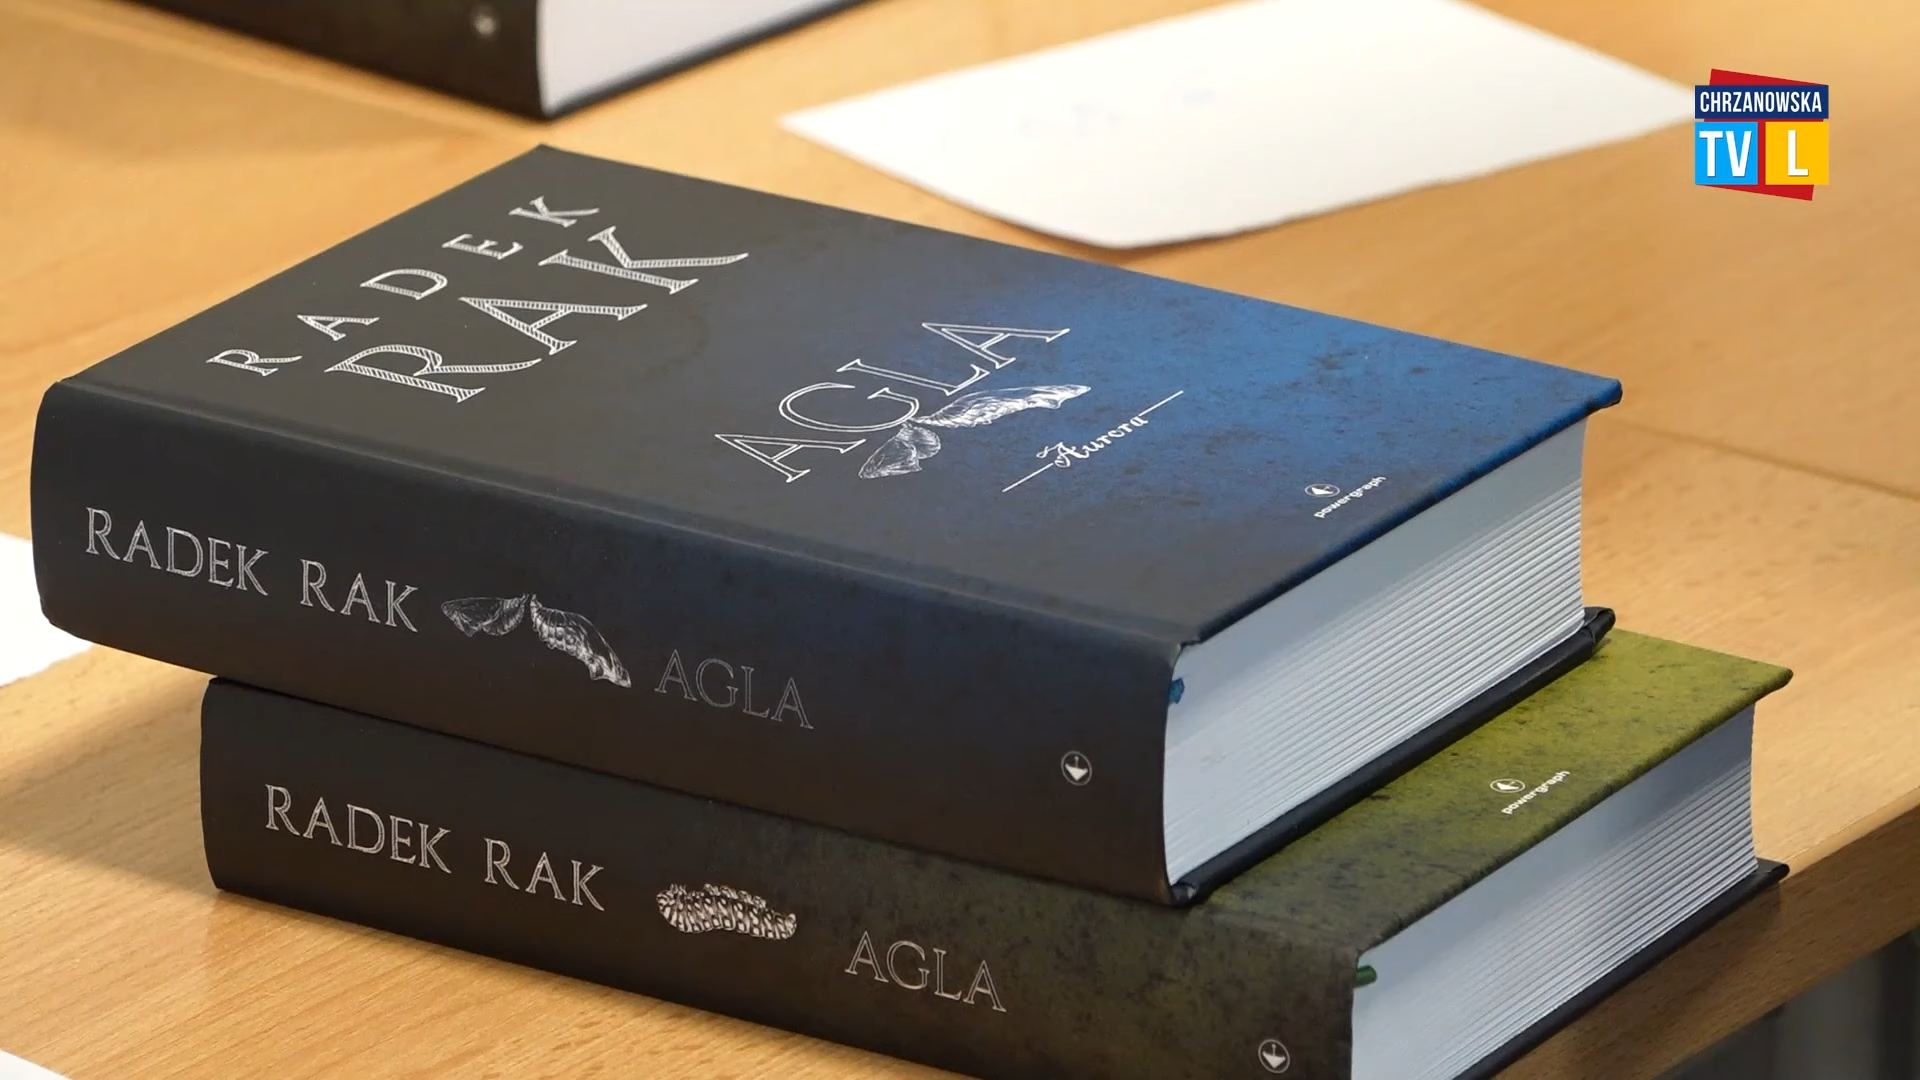 CHRZANOWSKA
TV L
RADEK
RAK
AGLA
Aurora
powergraph
RADEK RAK AGLA
powergraph
RADEK RAK AGLA